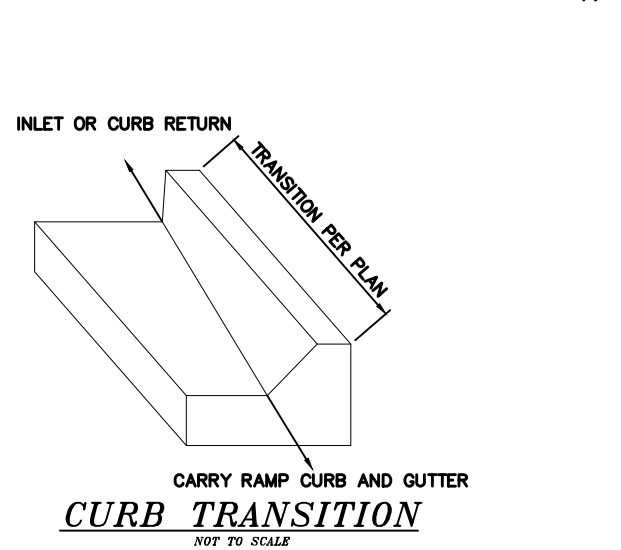 INLET OR CURB RETURN
TRANSITION PER PLAN
CARRY RAMP CURB AND GUTTER
CURB TRANSITION
NOT TO SCALE